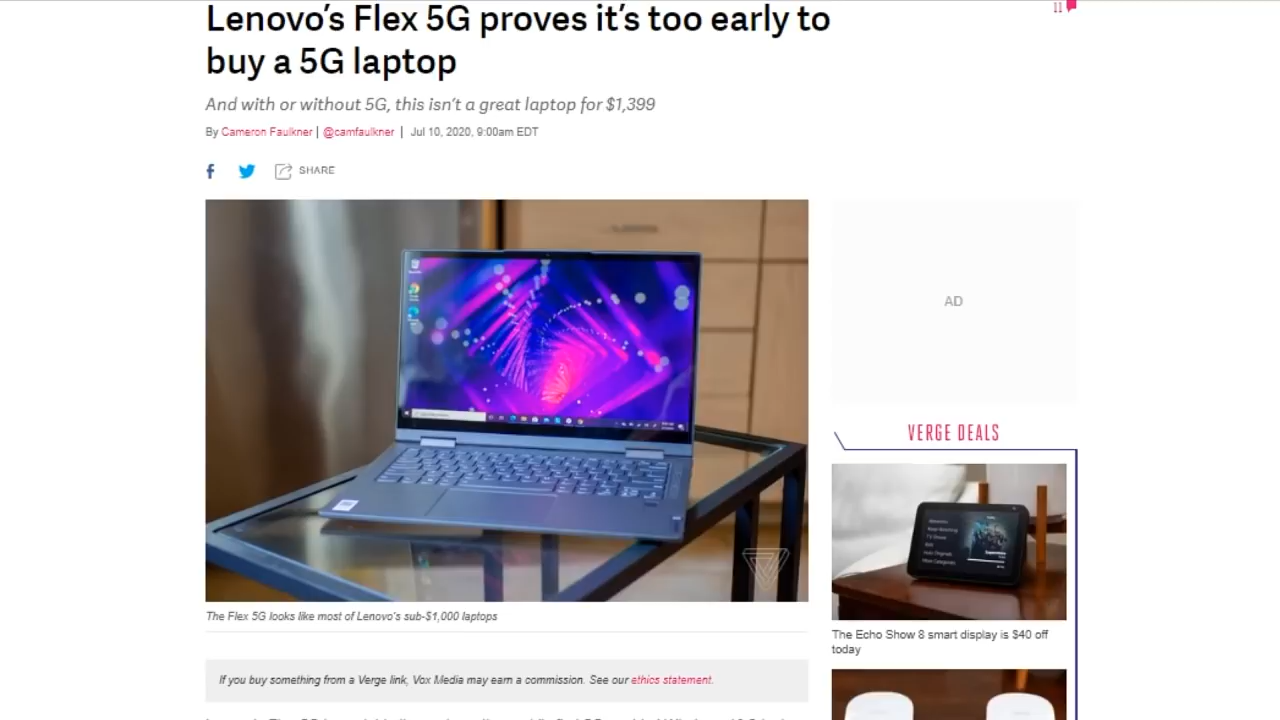 Lenovo's Flex 5G proves it's too early to
buy a 5G laptop
11
And with or without 5G, this isn't a great laptop for $1,399
By Cameron Faulkner | @camfaulkner | Jul 10, 2020, 9:00am EDT
SHARE
AD
VERGE DEALS
The Flex 5G looks like most of Lenovo's sub-$1,000 laptops
The Echo Show 8 smart display is $40 off
today
If you buy something from a Verge link, Vox Media may earn a commission. See our ethics statement.